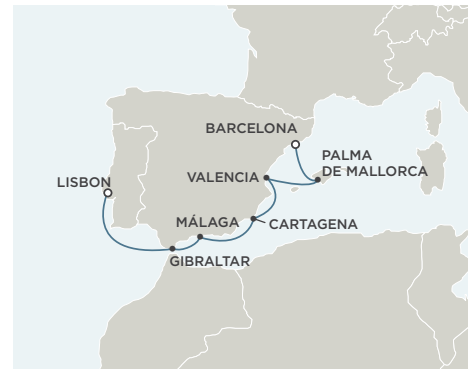 BARCELONA
PALMA
DE MALLORCA
VALENCIA
LISBON
MÁLAGA
CARTAGENA
GIBRALTAR